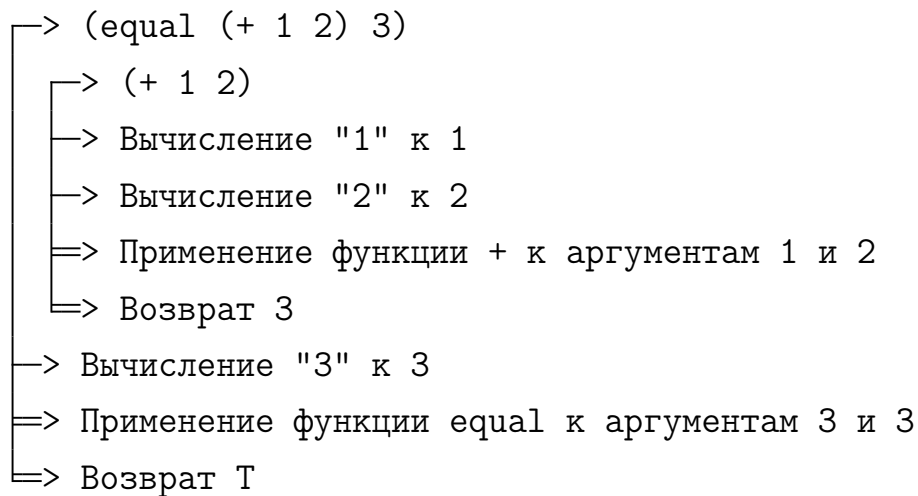 (equal (+ 1 2) 3)
(+ 1 2)
Вычисление "1" к 1
Вычисление "2" к 2
Применение функции + к аргументам 1 и 2
Возврат 3
Вычисление "3" к 3
Применение функции equal к аргументам 3 и 3
Возврат T